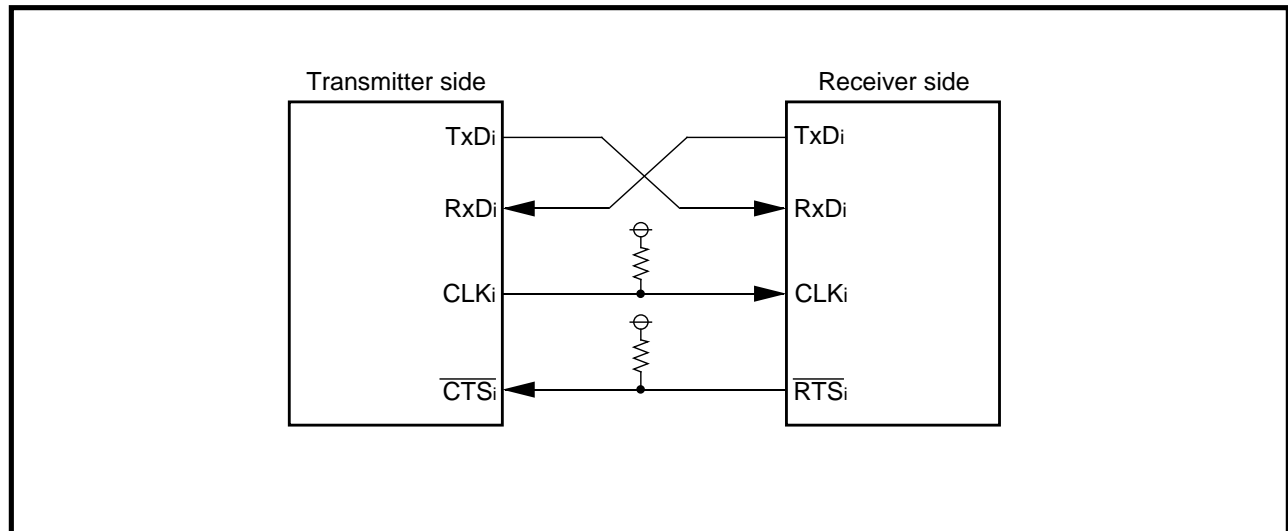 Transmitter side Receiver side
TxDi TxDi
RxDi RxDi
CLKi CLKi
CTSi RTSi